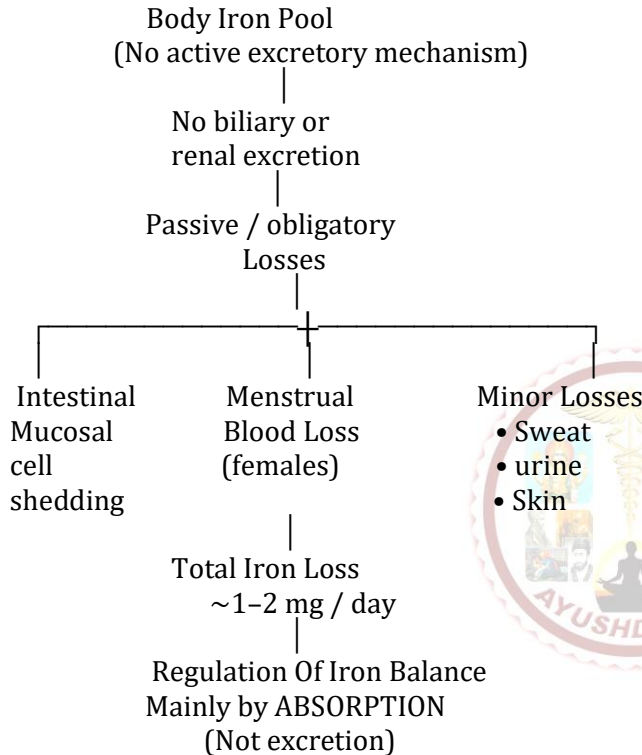 Body Iron Pool
(No active excretory mechanism)
No biliary or
renal excretion
Passive / obligatory
Losses
Intestinal
Mucosal
cell
shedding
Menstrual
Blood Loss
(females)
Minor Losses
• Sweat
• urine
• Skin
Total Iron Loss
~1–2 mg / day
Regulation Of Iron Balance
Mainly by ABSORPTION
(Not excretion)
AYUSHD